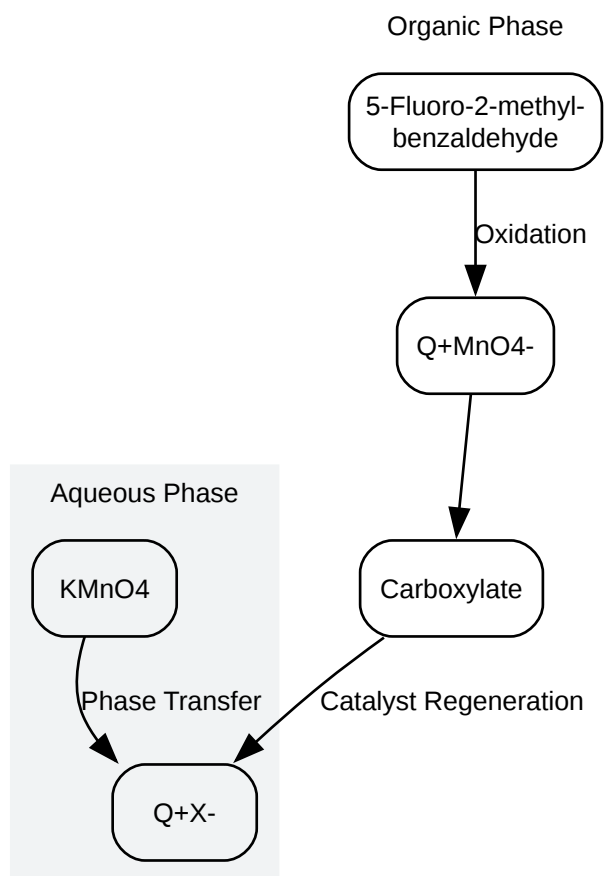 Organic Phase
5-Fluoro-2-methyl-
benzaldehyde
Oxidation
Q+MnO4-
Aqueous Phase
KMnO4
Carboxylate
Phase Transfer
Catalyst Regeneration
Q+X-